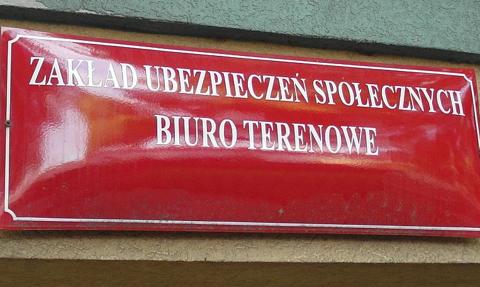 ZAKŁAD UBEZPIECZEŃ SPOŁECZNYCH
BIURO TERENOWE